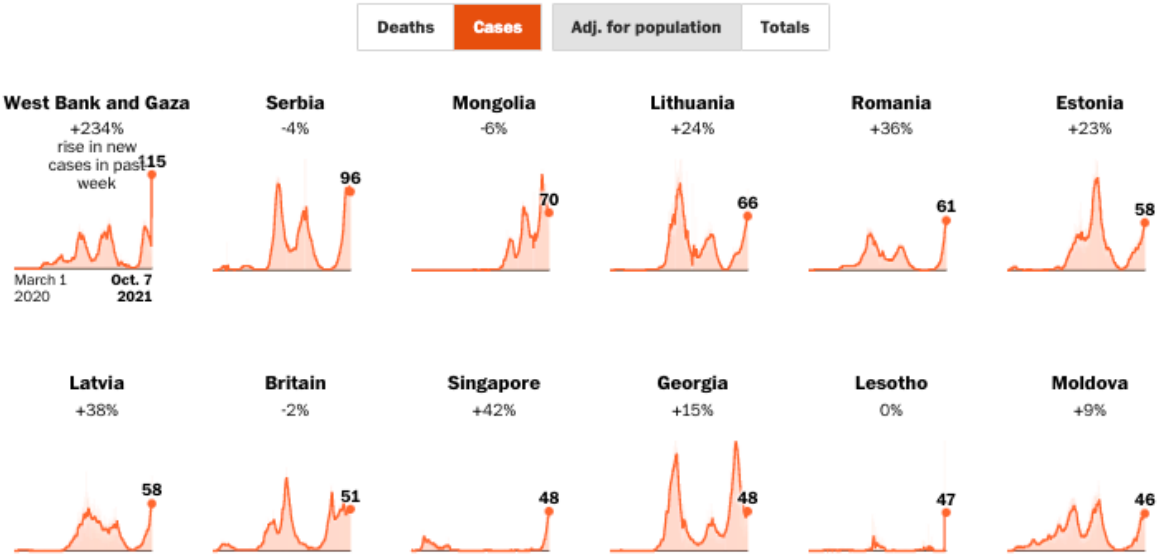 Deaths Cases Adj. for population Totals
West Bank and Gaza Serbia Mongolia Lithuania Romania Estonia
+234% -4% -6% +24% +36% +23%
rise in new
cases in past
week
115 96 70 66 61 58
March 1 Oct. 7
2020 2021
Latvia Britain Singapore Georgia Lesotho Moldova
+38% -2% +42% +15% 0% +9%
58 51 48 48 47 46